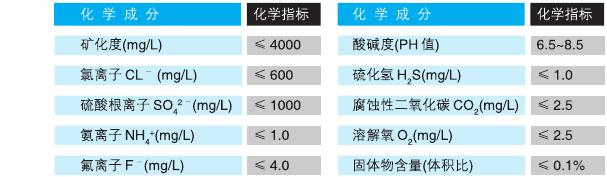 化 学 成 分 化学指标 化 学 成 分 化学指标
矿化度(mg/L) ≤ 4000 酸碱度(PH 值) 6.5~8.5
氯离子 CL⁻ (mg/L) ≤ 600 硫化氢 H₂S(mg/L) ≤ 1.0
硫酸根离子 SO₄²⁻(mg/L) ≤ 1000 腐蚀性二氧化碳 CO₂(mg/L) ≤ 2.5
氨离子 NH₄⁺(mg/L) ≤ 1.0 溶解氧 O₂(mg/L) ≤ 2.5
氟离子 F⁻(mg/L) ≤ 4.0 固体物含量(体积比) ≤ 0.1%